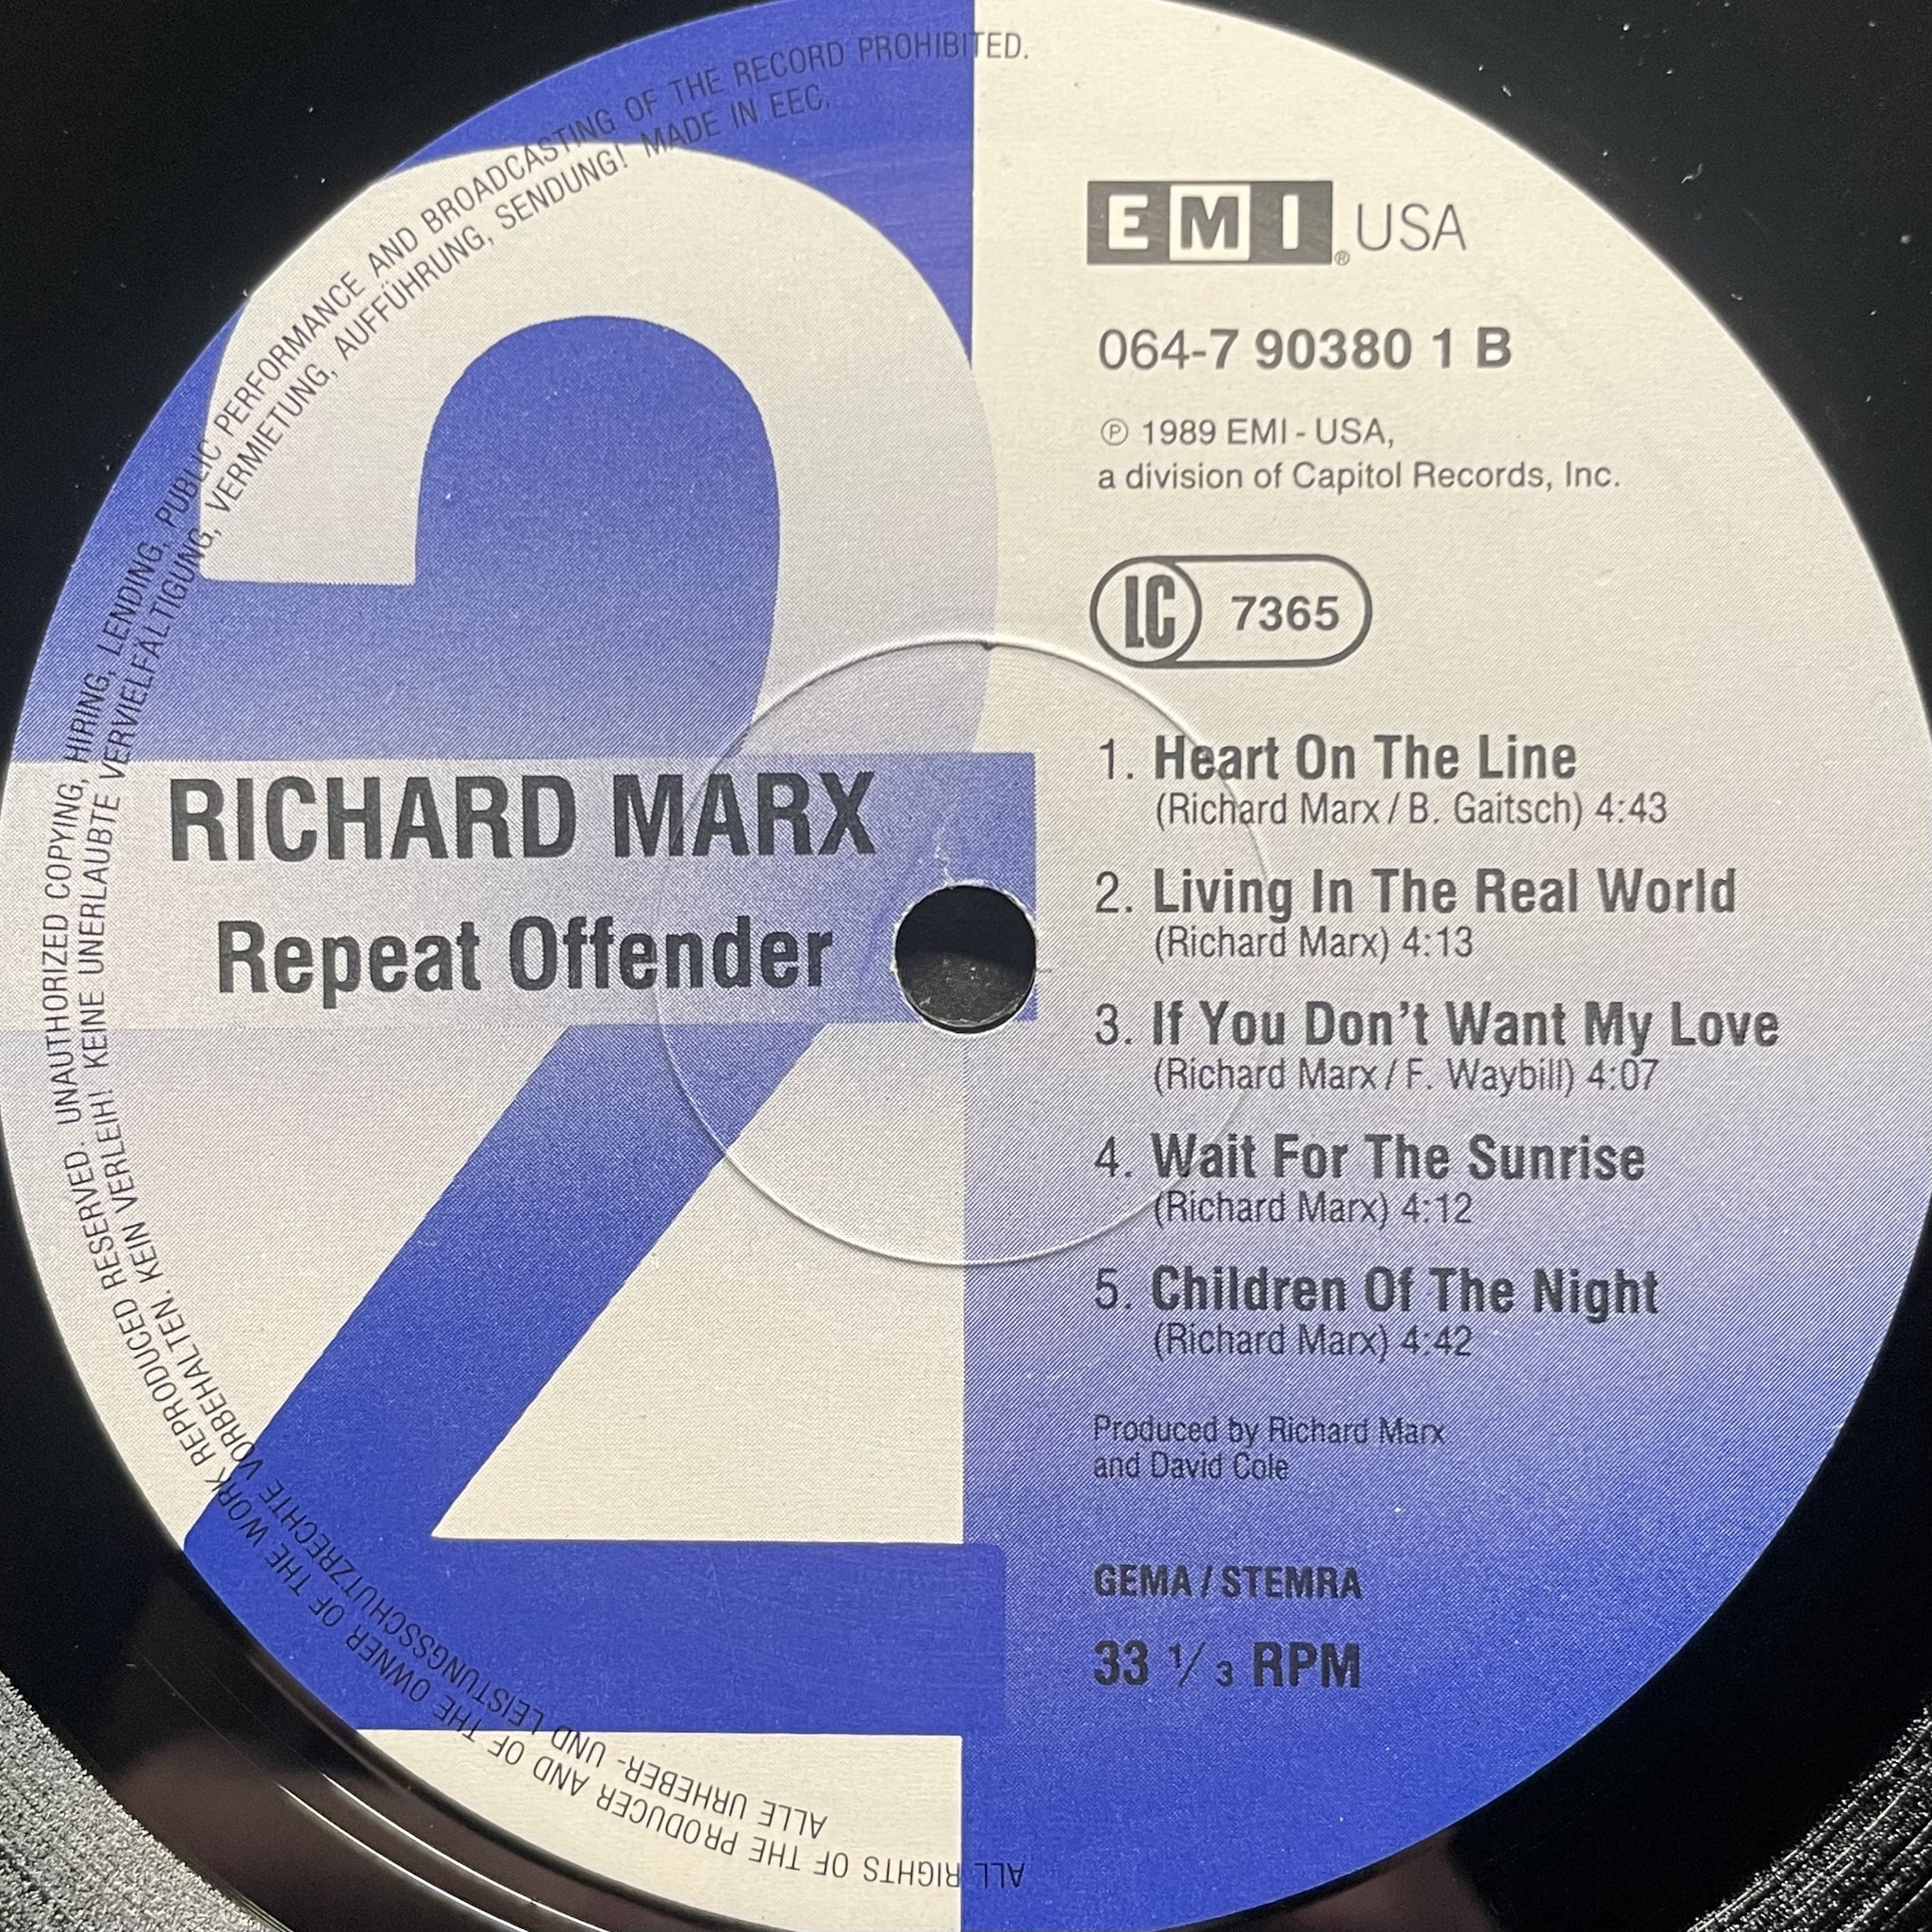 ALL RIGHTS OF THE PRODUCER AND OF THE OWNER OF THE WORK REPRODUCED RESERVED. UNAUTHORIZED COPYING, HIRING, LENDING, PUBLIC PERFORMANCE AND BROADCASTING OF THE RECORD PROHIBITED.
ALLE URHEBER- UND LEISTUNGSSCHUTZRECHTE VORBEHALTEN. KEIN VERLEIH! KEINE UNERLAUBTE VERVIELFÄLTIGUNG, VERMIETUNG, AUFFÜHRUNG, SENDUNG! MADE IN EEC.
2
RICHARD MARX
Repeat Offender
EMI® USA
064-7 90380 1 B
℗ 1989 EMI - USA,
a division of Capitol Records, Inc.
LC 7365
1. Heart On The Line
(Richard Marx / B. Gaitsch) 4:43
2. Living In The Real World
(Richard Marx) 4:13
3. If You Don't Want My Love
(Richard Marx / F. Waybill) 4:07
4. Wait For The Sunrise
(Richard Marx) 4:12
5. Children Of The Night
(Richard Marx) 4:42
Produced by Richard Marx
and David Cole
GEMA / STEMRA
33 1/3 RPM